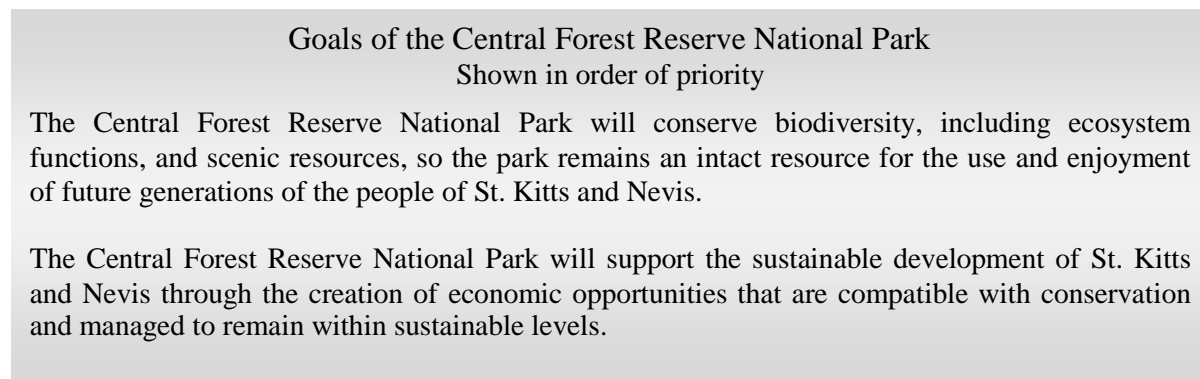 Goals of the Central Forest Reserve National Park
Shown in order of priority
The Central Forest Reserve National Park will conserve biodiversity, including ecosystem
functions, and scenic resources, so the park remains an intact resource for the use and enjoyment
of future generations of the people of St. Kitts and Nevis.
The Central Forest Reserve National Park will support the sustainable development of St. Kitts
and Nevis through the creation of economic opportunities that are compatible with conservation
and managed to remain within sustainable levels.